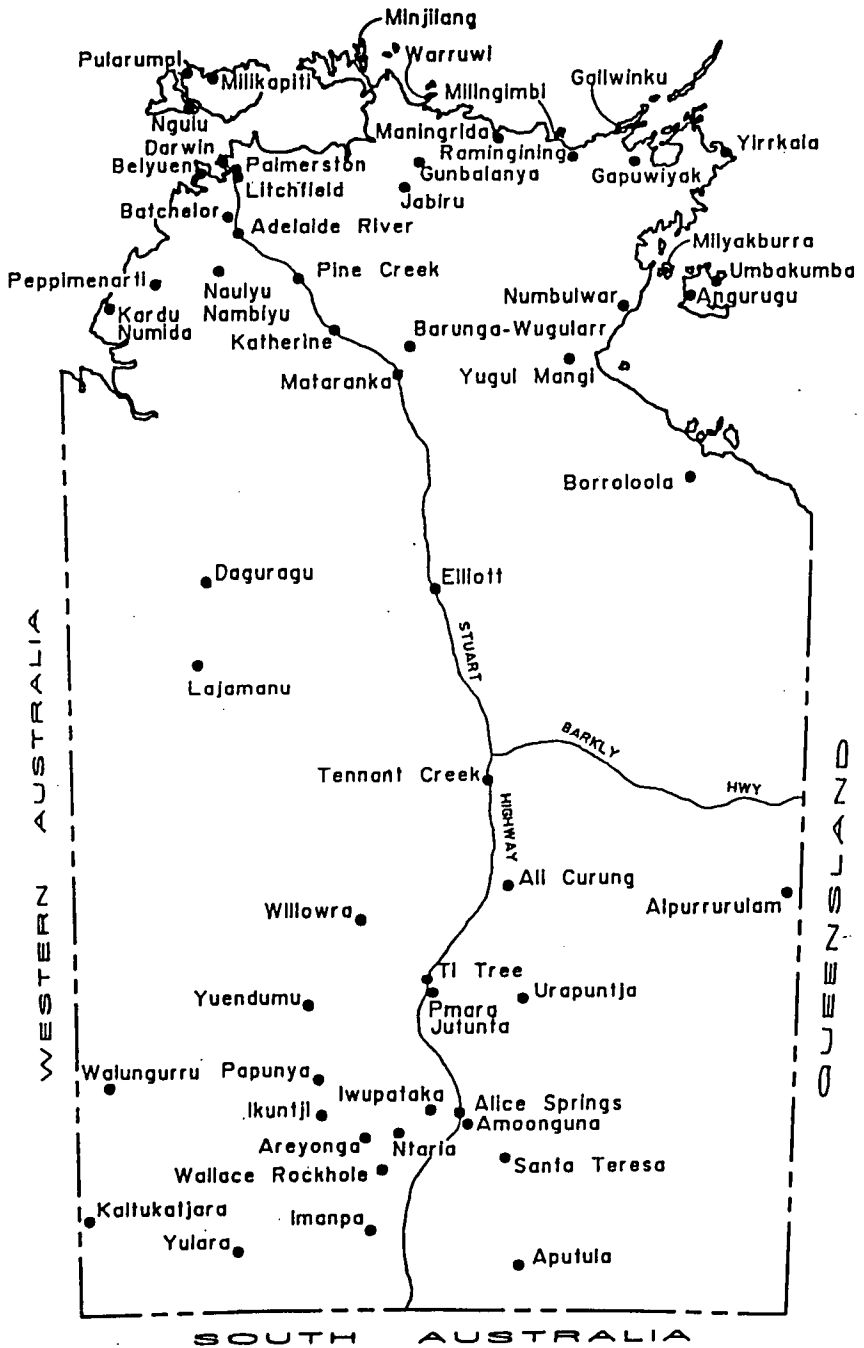 Minjilang
Pularumpi
Warruwi
Milikapiti
Galiwinku
Milingimbi
Nguiu
Maningrida
Darwin
Yirrkala
Belyuen
Palmerston
Ramingining
Litchfield
Gunbalanya
Gapuwiyak
Jabiru
Batchelor
Adelaide River
Milyakburra
Umbakumba
Peppimenarti
Pine Creek
Angurugu
Nauiyu
Nambiyu
Numbulwar
Kardu
Numida
Katherine
Barunga-Wugularr
Mataranka
Yugul Mangi
Borroloola
Daguragu
Elliott
STUART
Lajamanu
WESTERN AUSTRALIA
BARKLY
Tennant Creek
HWY
HIGHWAY
QUEENSLAND
Ali Curung
Alpurrurulam
Willowra
Ti Tree
Yuendumu
Urapuntja
Pmara
Jutunta
Walungurru
Papunya
Iwupataka
Alice Springs
Ikuntji
Amoonguna
Areyonga
Ntaria
Santa Teresa
Wallace Rockhole
Kaltukatjara
Imanpa
Yulara
Aputula
SOUTH AUSTRALIA